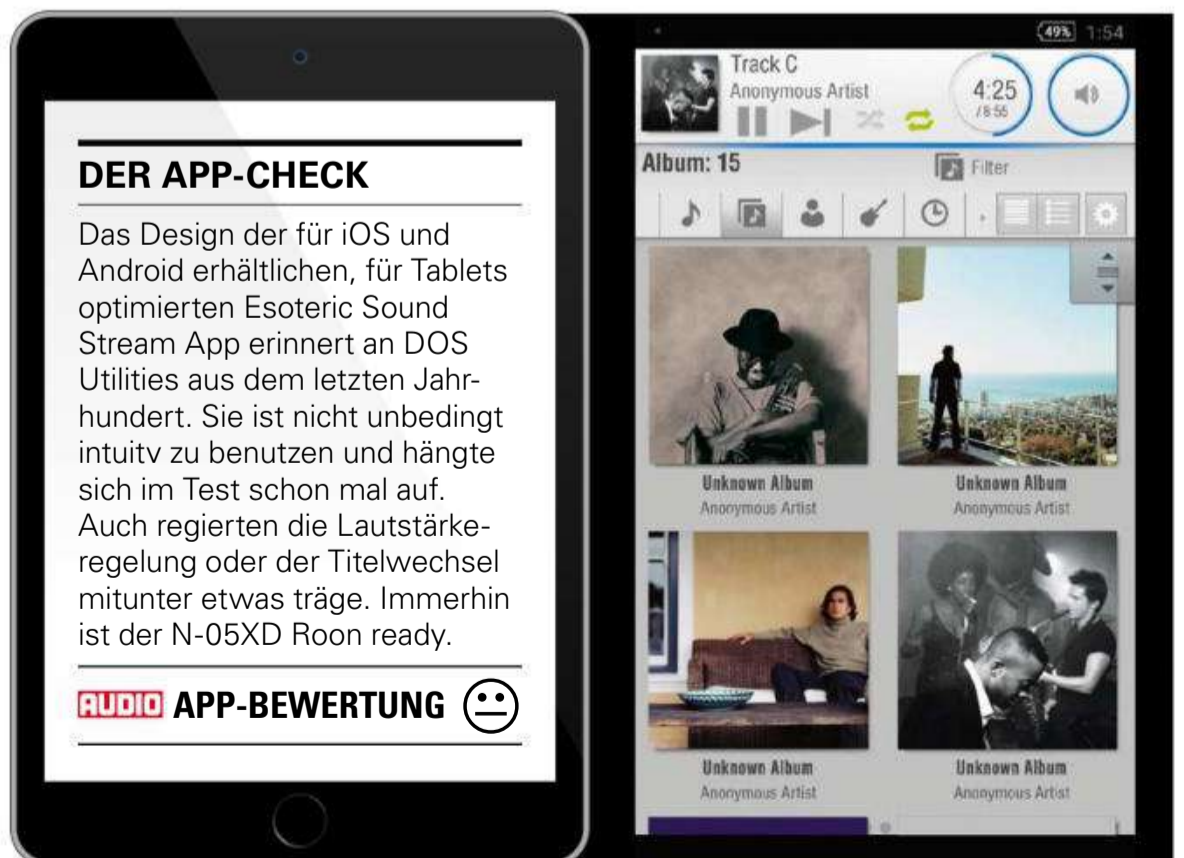 DER APP-CHECK
Das Design der für iOS und
Android erhältlichen, für Tablets
optimierten Esoteric Sound
Stream App erinnert an DOS
Utilities aus dem letzten Jahr-
hundert. Sie ist nicht unbedingt
intuitv zu benutzen und hängte
sich im Test schon mal auf.
Auch regierten die Lautstärke-
regelung oder der Titelwechsel
mitunter etwas träge. Immerhin
ist der N-05XD Roon ready.
AUDIO APP-BEWERTUNG
49% 1:54
Track C
Anonymous Artist
4:25
/8:55
Album: 15
Filter
Unknown Album
Anonymous Artist
Unknown Album
Anonymous Artist
Unknown Album
Anonymous Artist
Unknown Album
Anonymous Artist